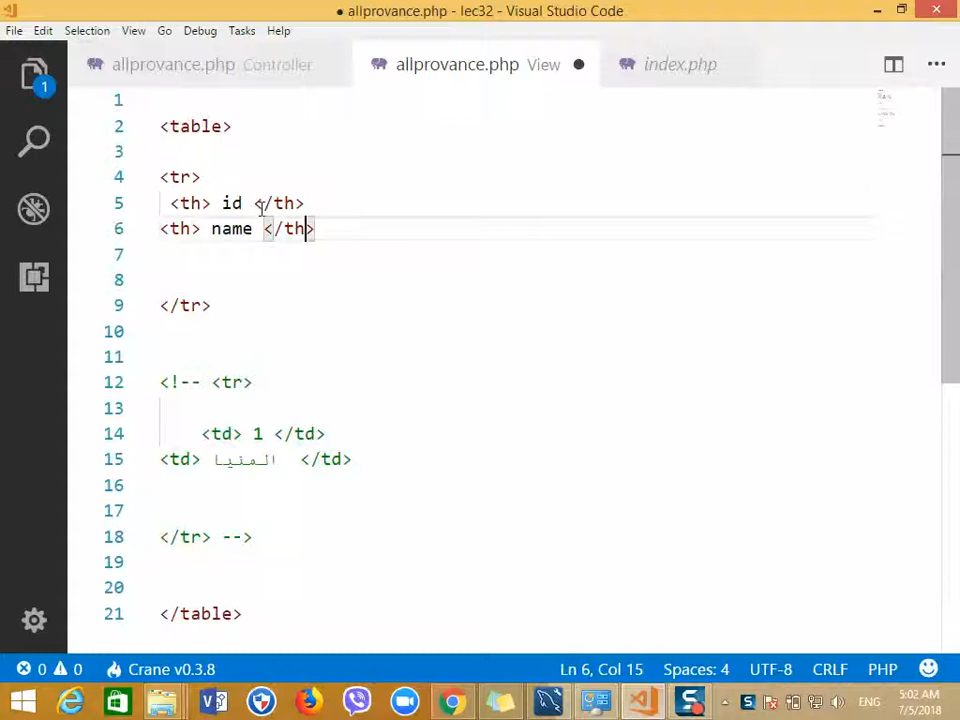 ● allprovance.php - lec32 - Visual Studio Code
File Edit Selection View Go Debug Tasks Help
allprovance.php Controller allprovance.php View ● index.php
1
1
2 <table>
3
4 <tr>
5 <th> id </th>
6 <th> name </th>
7
8
9 </tr>
10
11
12 <!-- <tr>
13
14 <td> 1 </td>
15 <td> المنيا </td>
16
17
18 </tr> -->
19
20
21 </table>
0 0 Crane v0.3.8 Ln 6, Col 15 Spaces: 4 UTF-8 CRLF PHP
ENG 5:02 AM
7/5/2018